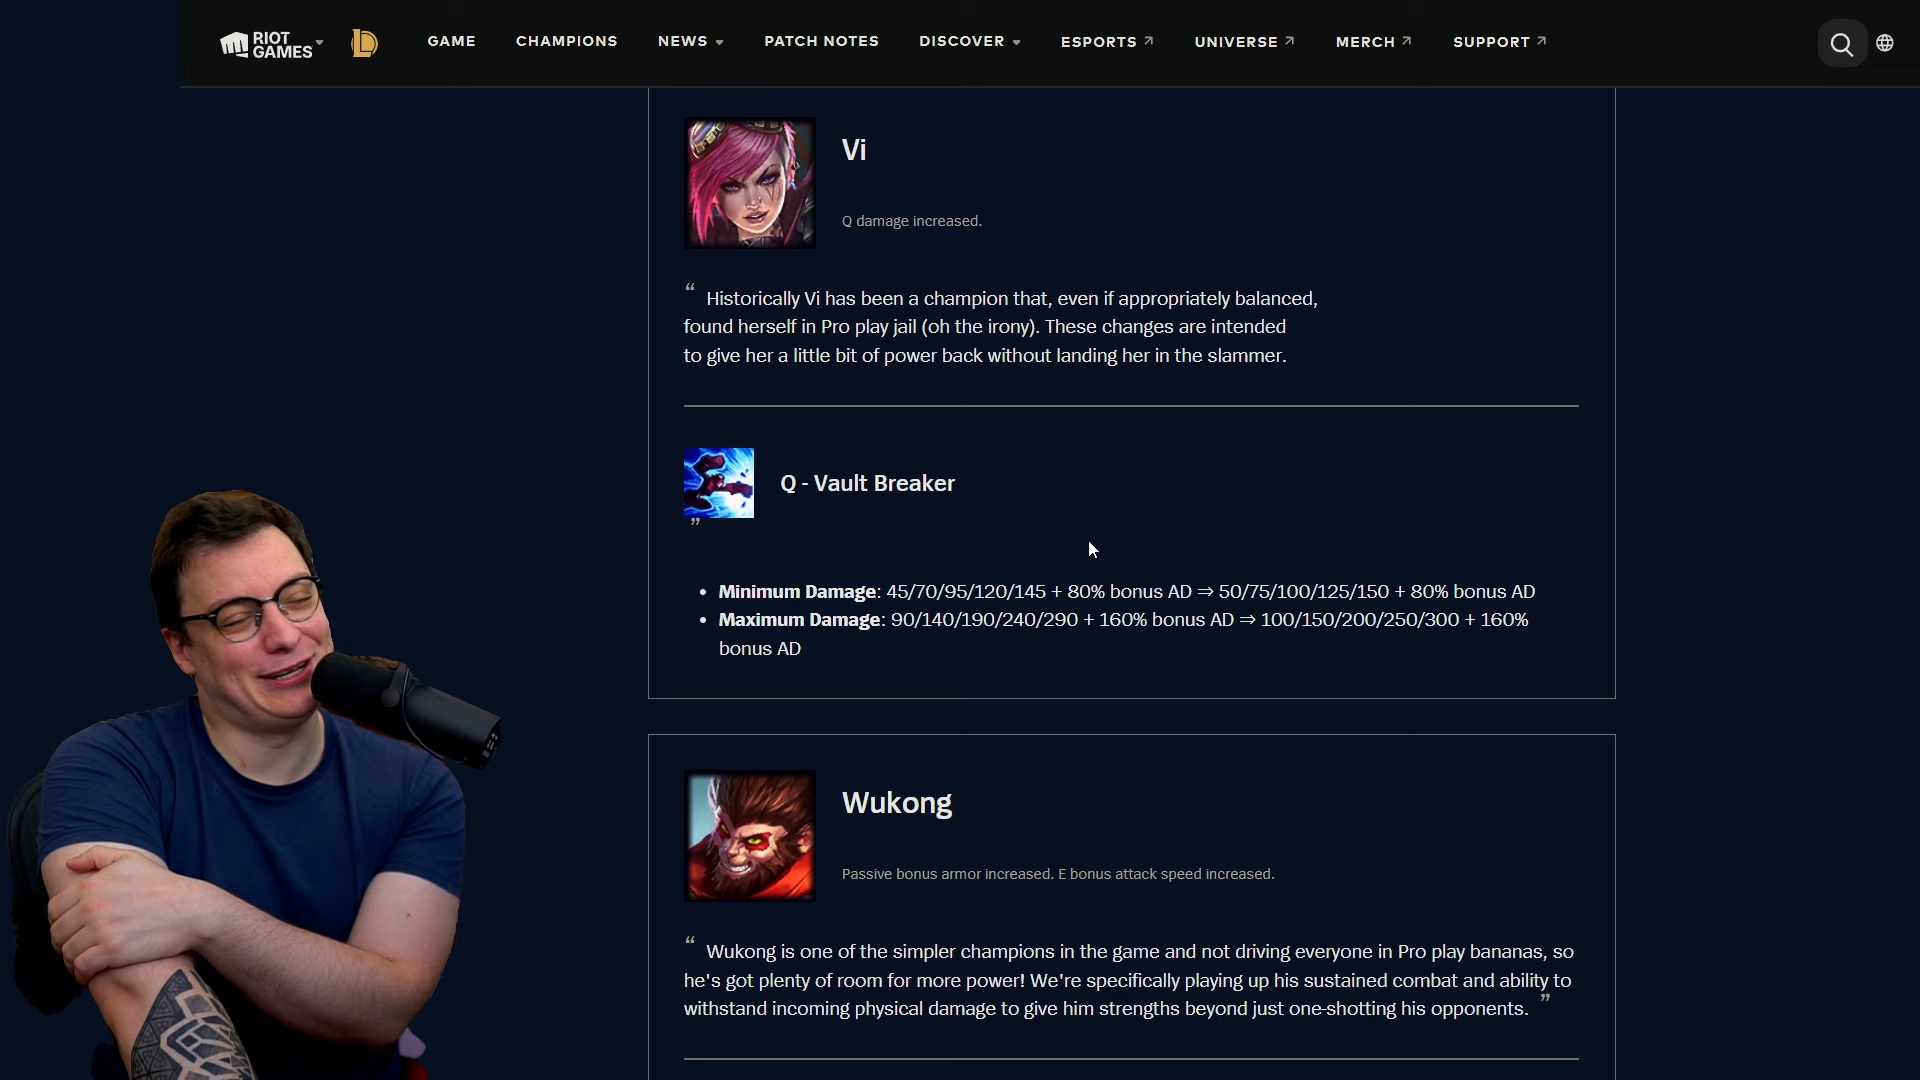 RIOT GAMES
GAME
CHAMPIONS
NEWS
PATCH NOTES
DISCOVER
ESPORTS
UNIVERSE
MERCH
SUPPORT
Vi
Q damage increased.
“ Historically Vi has been a champion that, even if appropriately balanced,
found herself in Pro play jail (oh the irony). These changes are intended
to give her a little bit of power back without landing her in the slammer.
Q - Vault Breaker
”
• Minimum Damage: 45/70/95/120/145 + 80% bonus AD ⇒ 50/75/100/125/150 + 80% bonus AD
• Maximum Damage: 90/140/190/240/290 + 160% bonus AD ⇒ 100/150/200/250/300 + 160%
bonus AD
Wukong
Passive bonus armor increased. E bonus attack speed increased.
“ Wukong is one of the simpler champions in the game and not driving everyone in Pro play bananas, so
he's got plenty of room for more power! We're specifically playing up his sustained combat and ability to
withstand incoming physical damage to give him strengths beyond just one-shotting his opponents. ”